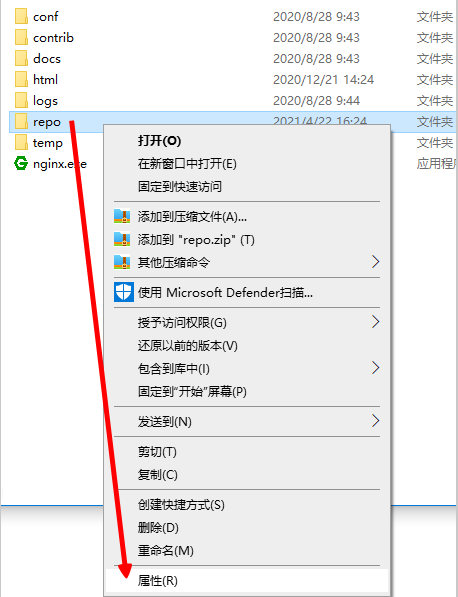 conf 2020/8/28 9:43 文件夹
contrib 2020/8/28 9:43 文件夹
docs 2020/8/28 9:43 文件夹
html 2020/12/21 14:24 文件夹
logs 2020/8/28 9:44 文件夹
repo 2021/4/22 16:24 文件夹
temp 文件夹
nginx.exe 应用程序
打开(O)
在新窗口中打开(E)
固定到快速访问
添加到压缩文件(A)...
添加到 "repo.zip" (T)
其他压缩命令
使用 Microsoft Defender扫描...
授予访问权限(G)
还原以前的版本(V)
包含到库中(I)
固定到"开始"屏幕(P)
发送到(N)
剪切(T)
复制(C)
创建快捷方式(S)
删除(D)
重命名(M)
属性(R)